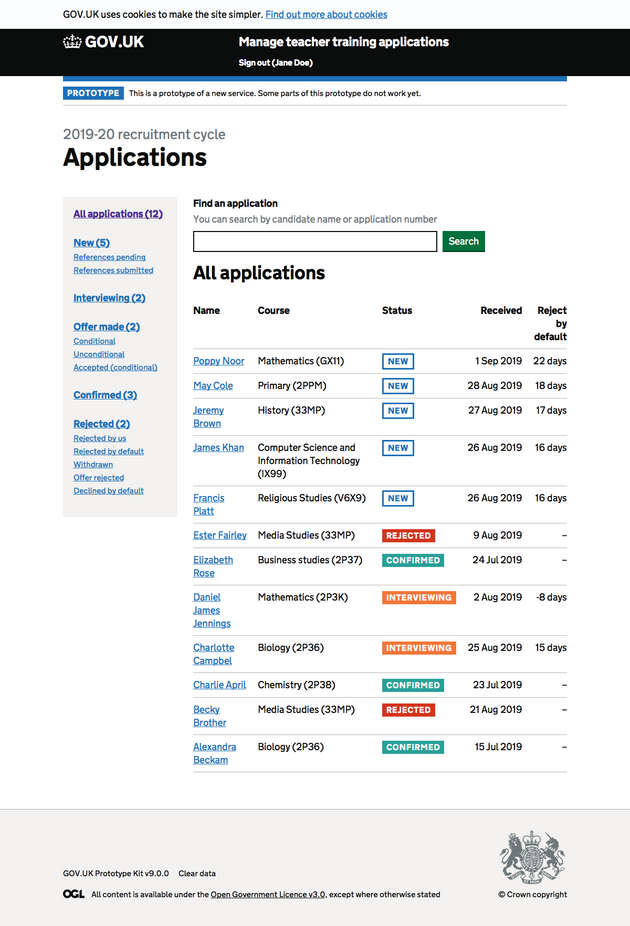 GOV.UK uses cookies to make the site simpler. Find out more about cookies
GOV.UK
Manage teacher training applications
Sign out (Jane Doe)
PROTOTYPE This is a prototype of a new service. Some parts of this prototype do not work yet.
2019-20 recruitment cycle
Applications
All applications (12)
New (5)
References pending
References submitted
Interviewing (2)
Offer made (2)
Conditional
Unconditional
Accepted (conditional)
Confirmed (3)
Rejected (2)
Rejected by us
Rejected by default
Withdrawn
Offer rejected
Declined by default
Find an application
You can search by candidate name or application number
Search
All applications
Name Course Status Received Reject
by
default
Poppy Noor Mathematics (GX11) NEW 1 Sep 2019 22 days
May Cole Primary (2PPM) NEW 28 Aug 2019 18 days
Jeremy History (33MP) NEW 27 Aug 2019 17 days
Brown
James Khan Computer Science and NEW 26 Aug 2019 16 days
Information Technology
(IX99)
Francis Religious Studies (V6X9) NEW 26 Aug 2019 16 days
Platt
Ester Fairley Media Studies (33MP) REJECTED 9 Aug 2019 –
Elizabeth Business studies (2P37) CONFIRMED 24 Jul 2019 –
Rose
Daniel Mathematics (2P3K) INTERVIEWING 2 Aug 2019 -8 days
James
Jennings
Charlotte Biology (2P36) INTERVIEWING 25 Aug 2019 15 days
Campbel
Charlie April Chemistry (2P38) CONFIRMED 23 Jul 2019 –
Becky Media Studies (33MP) REJECTED 21 Aug 2019 –
Brother
Alexandra Biology (2P36) CONFIRMED 15 Jul 2019 –
Beckam
GOV.UK Prototype Kit v9.0.0 Clear data
OGL All content is available under the Open Government Licence v3.0, except where otherwise stated
© Crown copyright